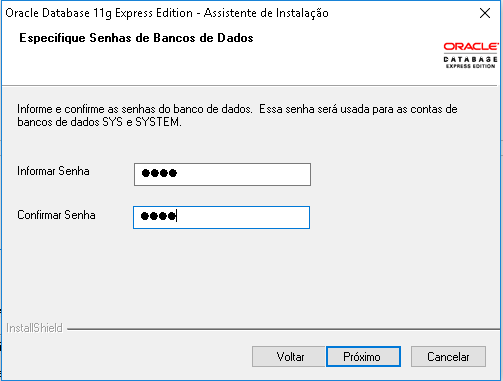 Oracle Database 11g Express Edition - Assistente de Instalação
Especifique Senhas de Bancos de Dados
ORACLE
DATABASE
EXPRESS EDITION
Informe e confirme as senhas do banco de dados. Essa senha será usada para as contas de
bancos de dados SYS e SYSTEM.
Informar Senha
●●●●
Confirmar Senha
●●●●
InstallShield
Voltar
Próximo
Cancelar